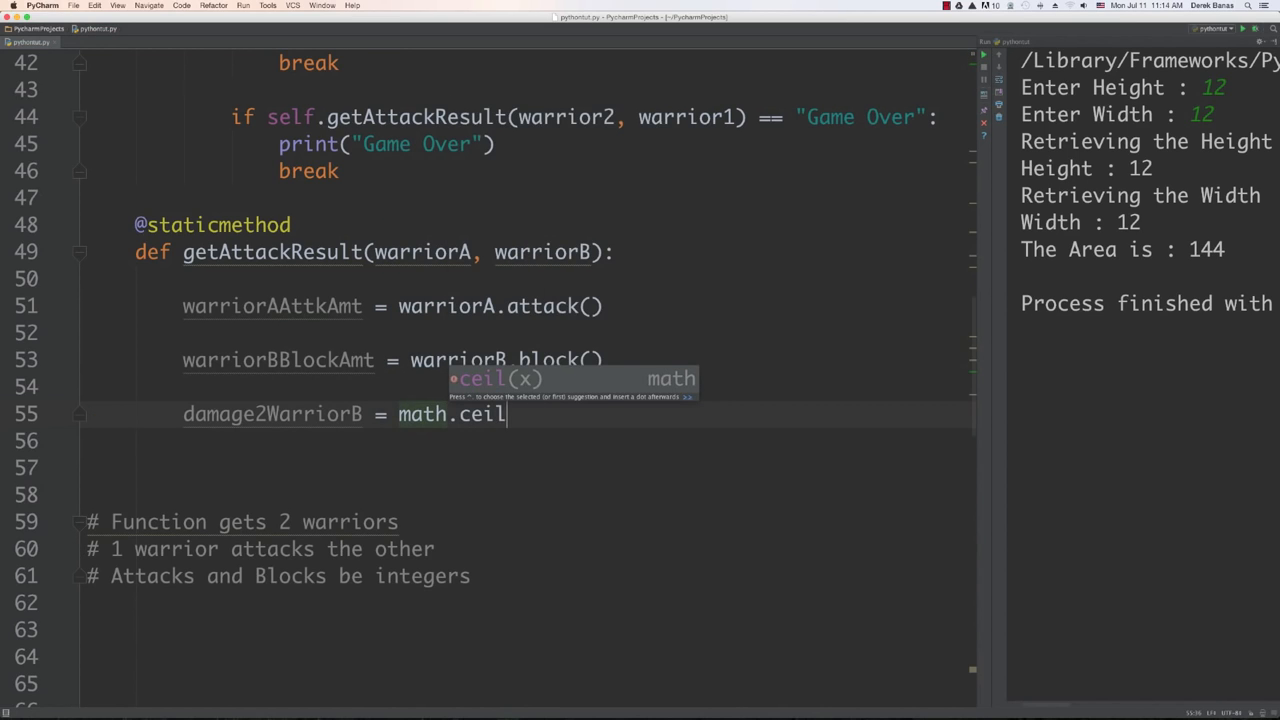 PyCharm File Edit View Navigate Code Refactor Run Tools VCS Window Help 10 Mon Jul 11 11:14 AM Derek Banas
pythontut.py - PycharmProjects - [~/PycharmProjects]
PycharmProjects pythontut.py pythontut
pythontut.py Run: pythontut
42 break
43
44 if self.getAttackResult(warrior2, warrior1) == "Game Over":
45 print("Game Over")
46 break
47
48 @staticmethod
49 def getAttackResult(warriorA, warriorB):
50
51 warriorAAttkAmt = warriorA.attack()
52
53 warriorBBlockAmt = warriorB.block()
54
ceil(x) math
Press ^. to choose the selected (or first) suggestion and insert a dot afterwards >>
55 damage2WarriorB = math.ceil
56
57
58
59 # Function gets 2 warriors
60 # 1 warrior attacks the other
61 # Attacks and Blocks be integers
62
63
64
65
/Library/Frameworks/Py
Enter Height : 12
Enter Width : 12
Retrieving the Height
Height : 12
Retrieving the Width
Width : 12
The Area is : 144
Process finished with
55:36 LF÷ UTF-8÷